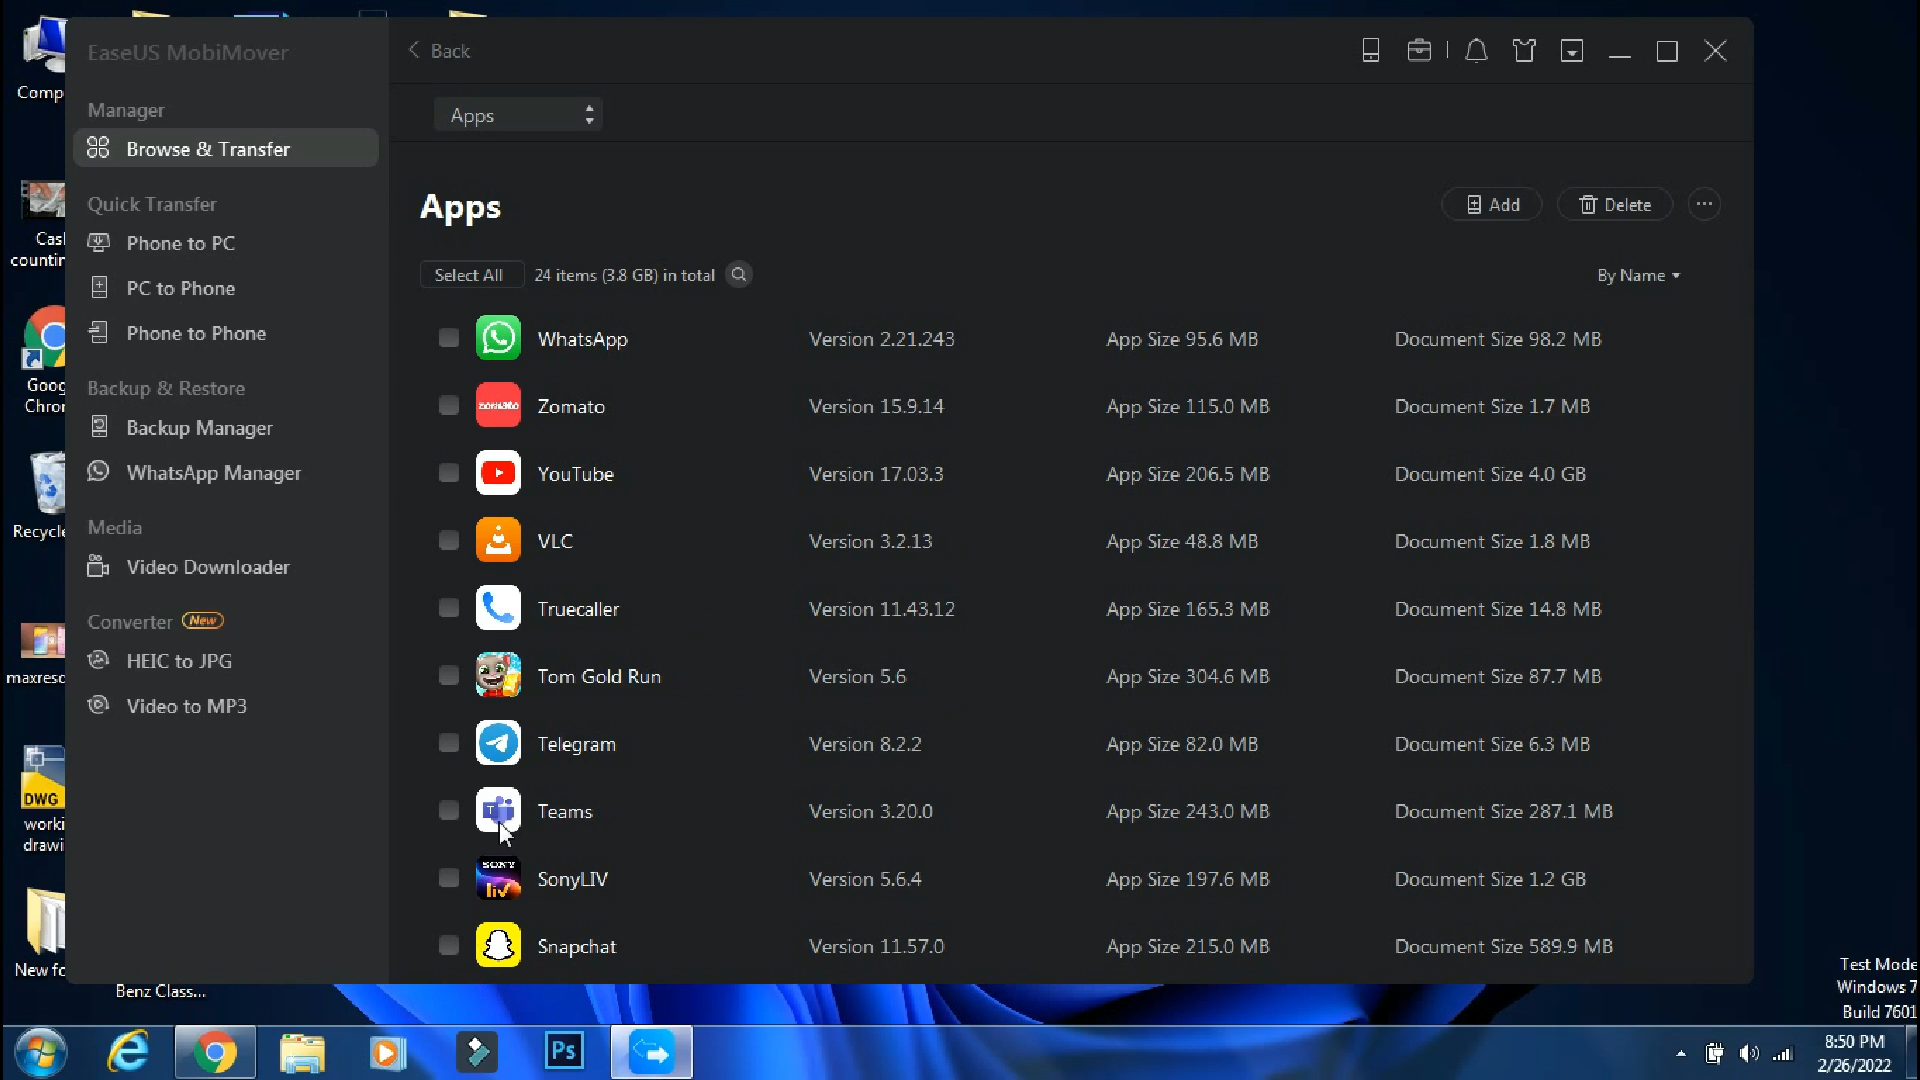 EaseUS MobiMover
Back
Manager
Apps
Browse & Transfer
Quick Transfer
Phone to PC
PC to Phone
Phone to Phone
Backup & Restore
Backup Manager
WhatsApp Manager
Media
Video Downloader
Converter New
HEIC to JPG
Video to MP3
Apps
Add
Delete
Select All
24 items (3.8 GB) in total
By Name
WhatsApp Version 2.21.243 App Size 95.6 MB Document Size 98.2 MB
zomato
Zomato Version 15.9.14 App Size 115.0 MB Document Size 1.7 MB
YouTube Version 17.03.3 App Size 206.5 MB Document Size 4.0 GB
VLC Version 3.2.13 App Size 48.8 MB Document Size 1.8 MB
Truecaller Version 11.43.12 App Size 165.3 MB Document Size 14.8 MB
Tom Gold Run Version 5.6 App Size 304.6 MB Document Size 87.7 MB
Telegram Version 8.2.2 App Size 82.0 MB Document Size 6.3 MB
T
Teams Version 3.20.0 App Size 243.0 MB Document Size 287.1 MB
SONY
liv
SonyLIV Version 5.6.4 App Size 197.6 MB Document Size 1.2 GB
Snapchat Version 11.57.0 App Size 215.0 MB Document Size 589.9 MB
Comp
Cas
countin
Goog
Chron
Recycle
maxreso
DWG
worki
drawi
New fo
Benz Class...
Test Mode
Windows 7
Build 7601
Ps
8:50 PM
2/26/2022